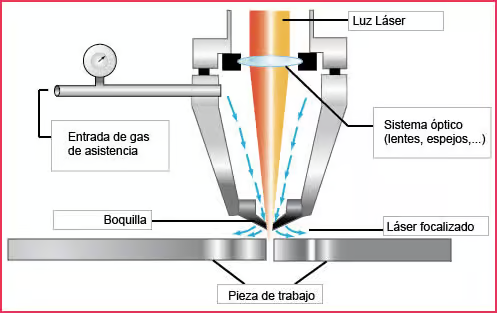 Luz Láser
Sistema óptico
(lentes, espejos,...)
Entrada de gas
de asistencia
Boquilla
Láser focalizado
Pieza de trabajo